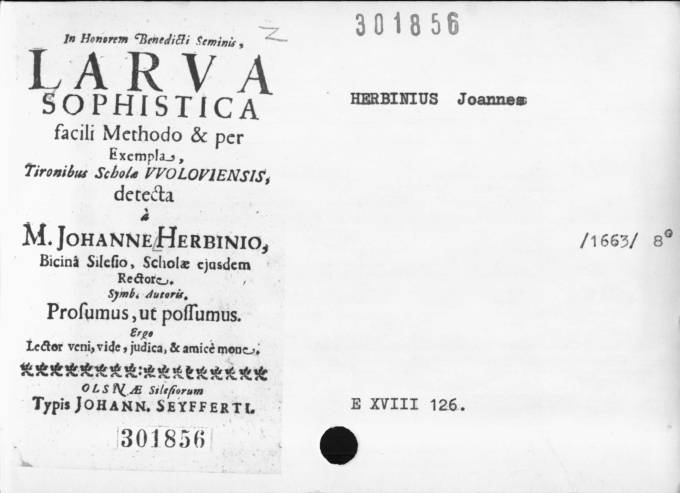 In Honorem Benedicti Seminis,
LARVA
SOPHISTICA
facili Methodo & per
Exempla,
Tironibus Scholæ VVOLOVIENSIS,
detecta
à
M. JOHANNE HERBINIO,
Bicinâ Silesio, Scholæ ejusdem
Rectore.
Symb. Autoris.
Prosumus, ut possumus.
Ergo
Lector veni, vide, judica, & amicè mone.
OLSNÆ Silesiorum
Typis JOHANN. SEYFFERTI.
301856
301856
HERBINIUS Joannes
/1663/ 8°
E XVIII 126.